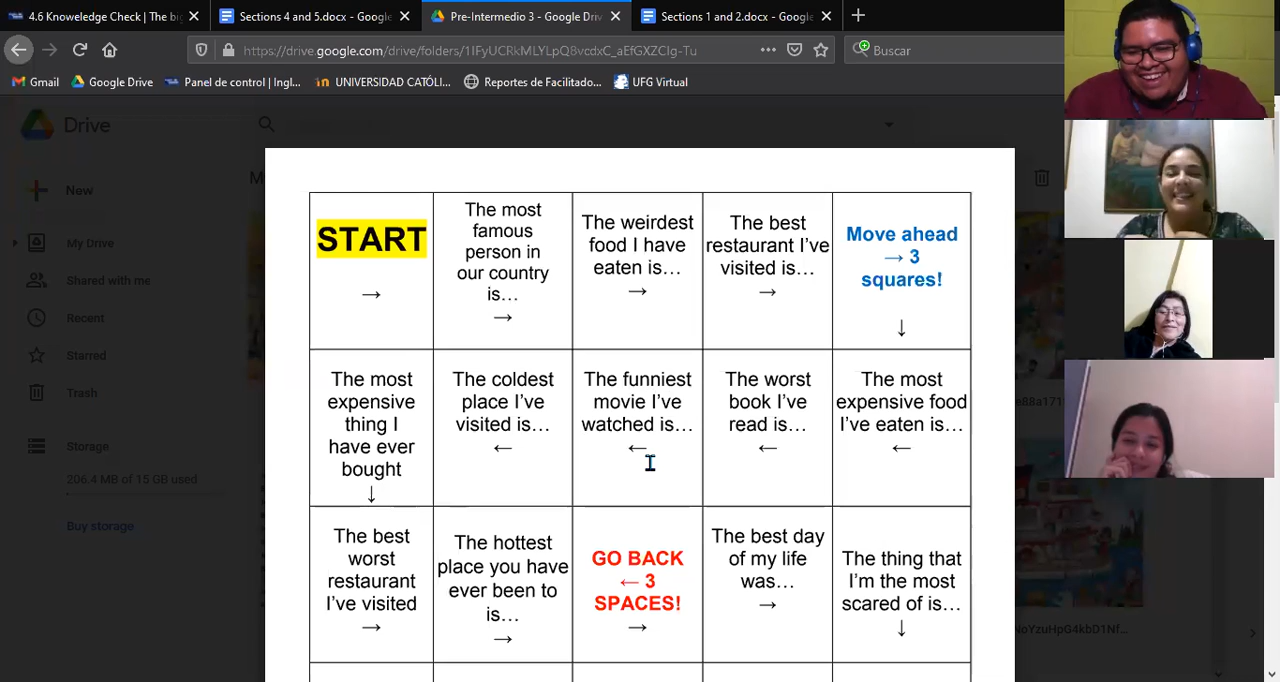 4.6 Knowledge Check | The big
Sections 4 and 5.docx - Google
Pre-Intermedio 3 - Google Driv
Sections 1 and 2.docx - Google
https://drive.google.com/drive/folders/1IFyUCRkMLYLpQ8vcdxC_aEfGXZCIg-Tu
Buscar
Gmail
Google Drive
Panel de control | Ingl...
UNIVERSIDAD CATÓLI...
Reportes de Facilitado...
UFG Virtual
Drive
New
My Drive
Shared with me
Recent
Starred
Trash
Storage
206.4 MB of 15 GB used
Buy storage
START
→
The most
famous
person in
our country
is...
→
The weirdest
food I have
eaten is...
→
The best
restaurant I've
visited is...
→
Move ahead
→ 3
squares!
↓
The most
expensive
thing I
have ever
bought
↓
The coldest
place I've
visited is...
←
The funniest
movie I've
watched is...
←
The worst
book I've
read is...
←
The most
expensive food
I've eaten is...
←
The best
worst
restaurant
I've visited
→
The hottest
place you have
ever been to
is...
→
GO BACK
← 3
SPACES!
→
The best day
of my life
was...
→
The thing that
I'm the most
scared of is...
↓